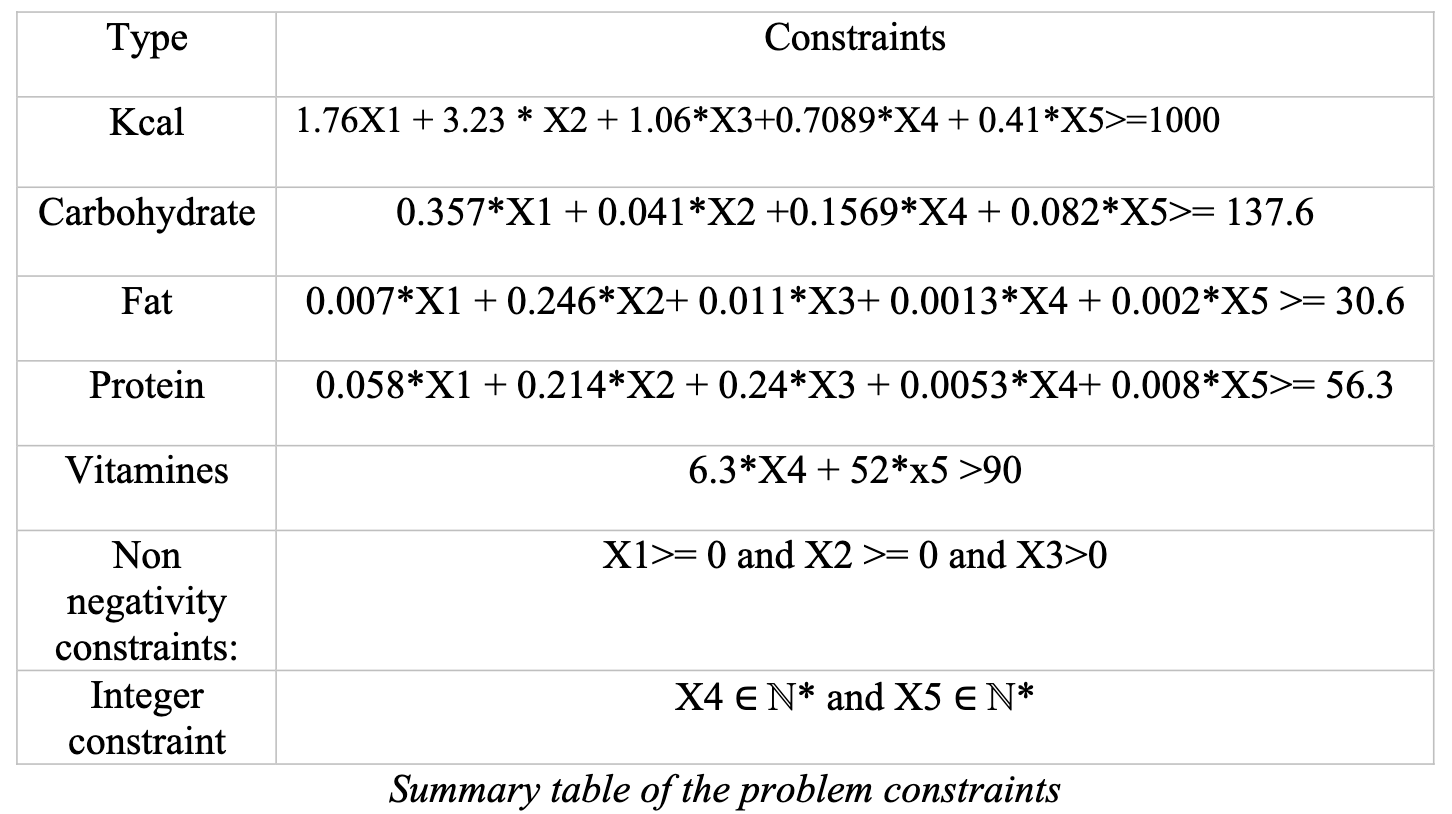 Type Constraints
Kcal 1.76X1 + 3.23 * X2 + 1.06*X3+0.7089*X4 + 0.41*X5>=1000
Carbohydrate 0.357*X1 + 0.041*X2 +0.1569*X4 + 0.082*X5>= 137.6
Fat 0.007*X1 + 0.246*X2+ 0.011*X3+ 0.0013*X4 + 0.002*X5 >= 30.6
Protein 0.058*X1 + 0.214*X2 + 0.24*X3 + 0.0053*X4+ 0.008*X5>= 56.3
Vitamines 6.3*X4 + 52*x5 >90
Non X1>= 0 and X2 >= 0 and X3>0
negativity
constraints:
Integer X4 ∈ ℕ* and X5 ∈ ℕ*
constraint
Summary table of the problem constraints